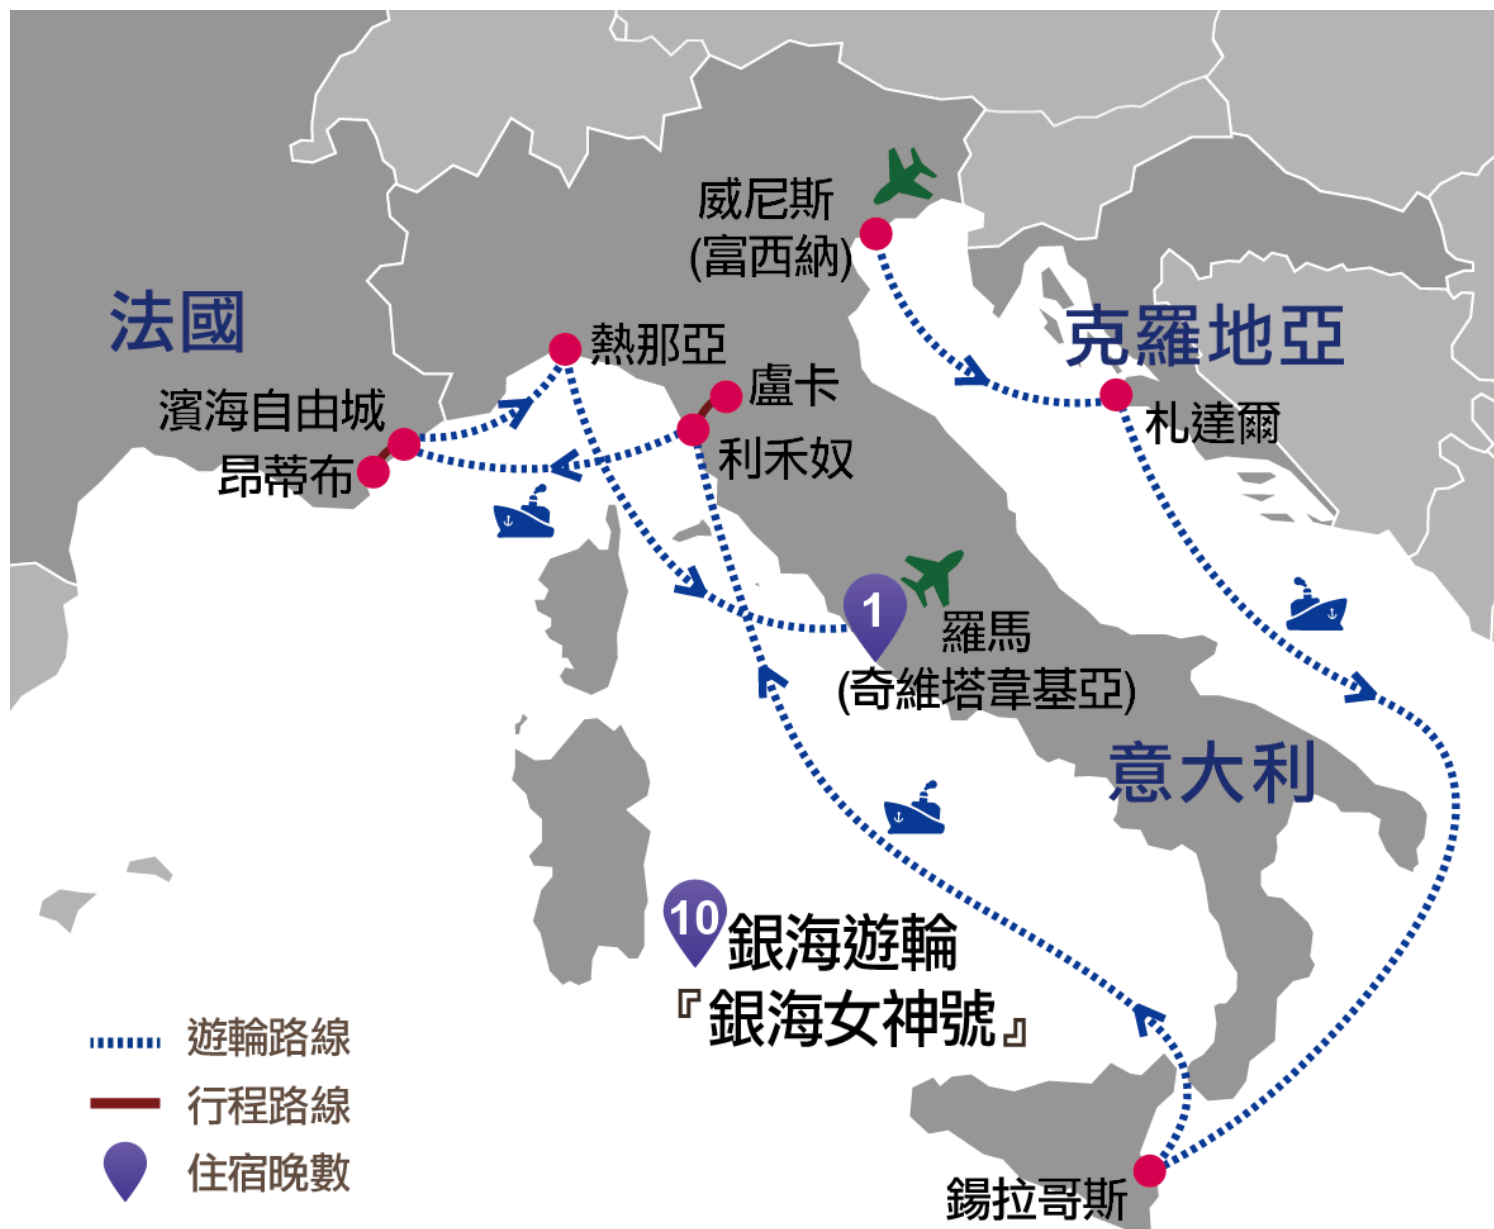 威尼斯
(富西納)
法國
克羅地亞
熱那亞
盧卡
濱海自由城
札達爾
利禾奴
昂蒂布
1
羅馬
(奇維塔韋基亞)
意大利
10
銀海遊輪
『銀海女神號』
遊輪路線
行程路線
住宿晚數
鍚拉哥斯